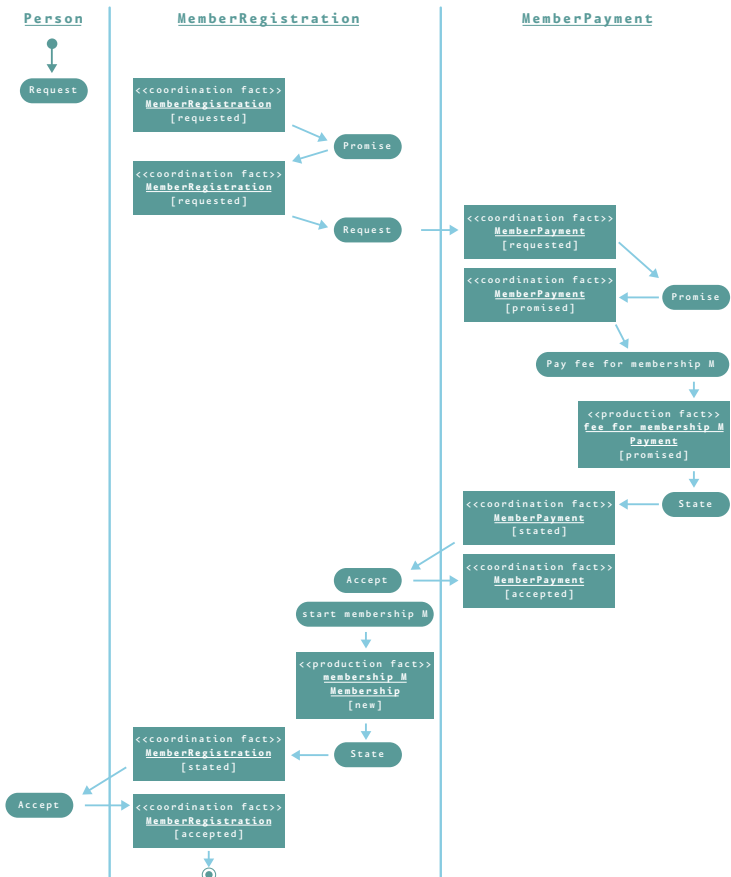 Person
MemberRegistration
MemberPayment
Request
<<coordination fact>>
MemberRegistration
[requested]
Promise
<<coordination fact>>
MemberRegistration
[requested]
Request
<<coordination fact>>
MemberPayment
[requested]
<<coordination fact>>
MemberPayment
[promised]
Promise
Pay fee for membership M
<<production fact>>
fee for membership M
Payment
[promised]
State
<<coordination fact>>
MemberPayment
[stated]
Accept
<<coordination fact>>
MemberPayment
[accepted]
start membership M
<<production fact>>
membership M
Membership
[new]
State
<<coordination fact>>
MemberRegistration
[stated]
Accept
<<coordination fact>>
MemberRegistration
[accepted]